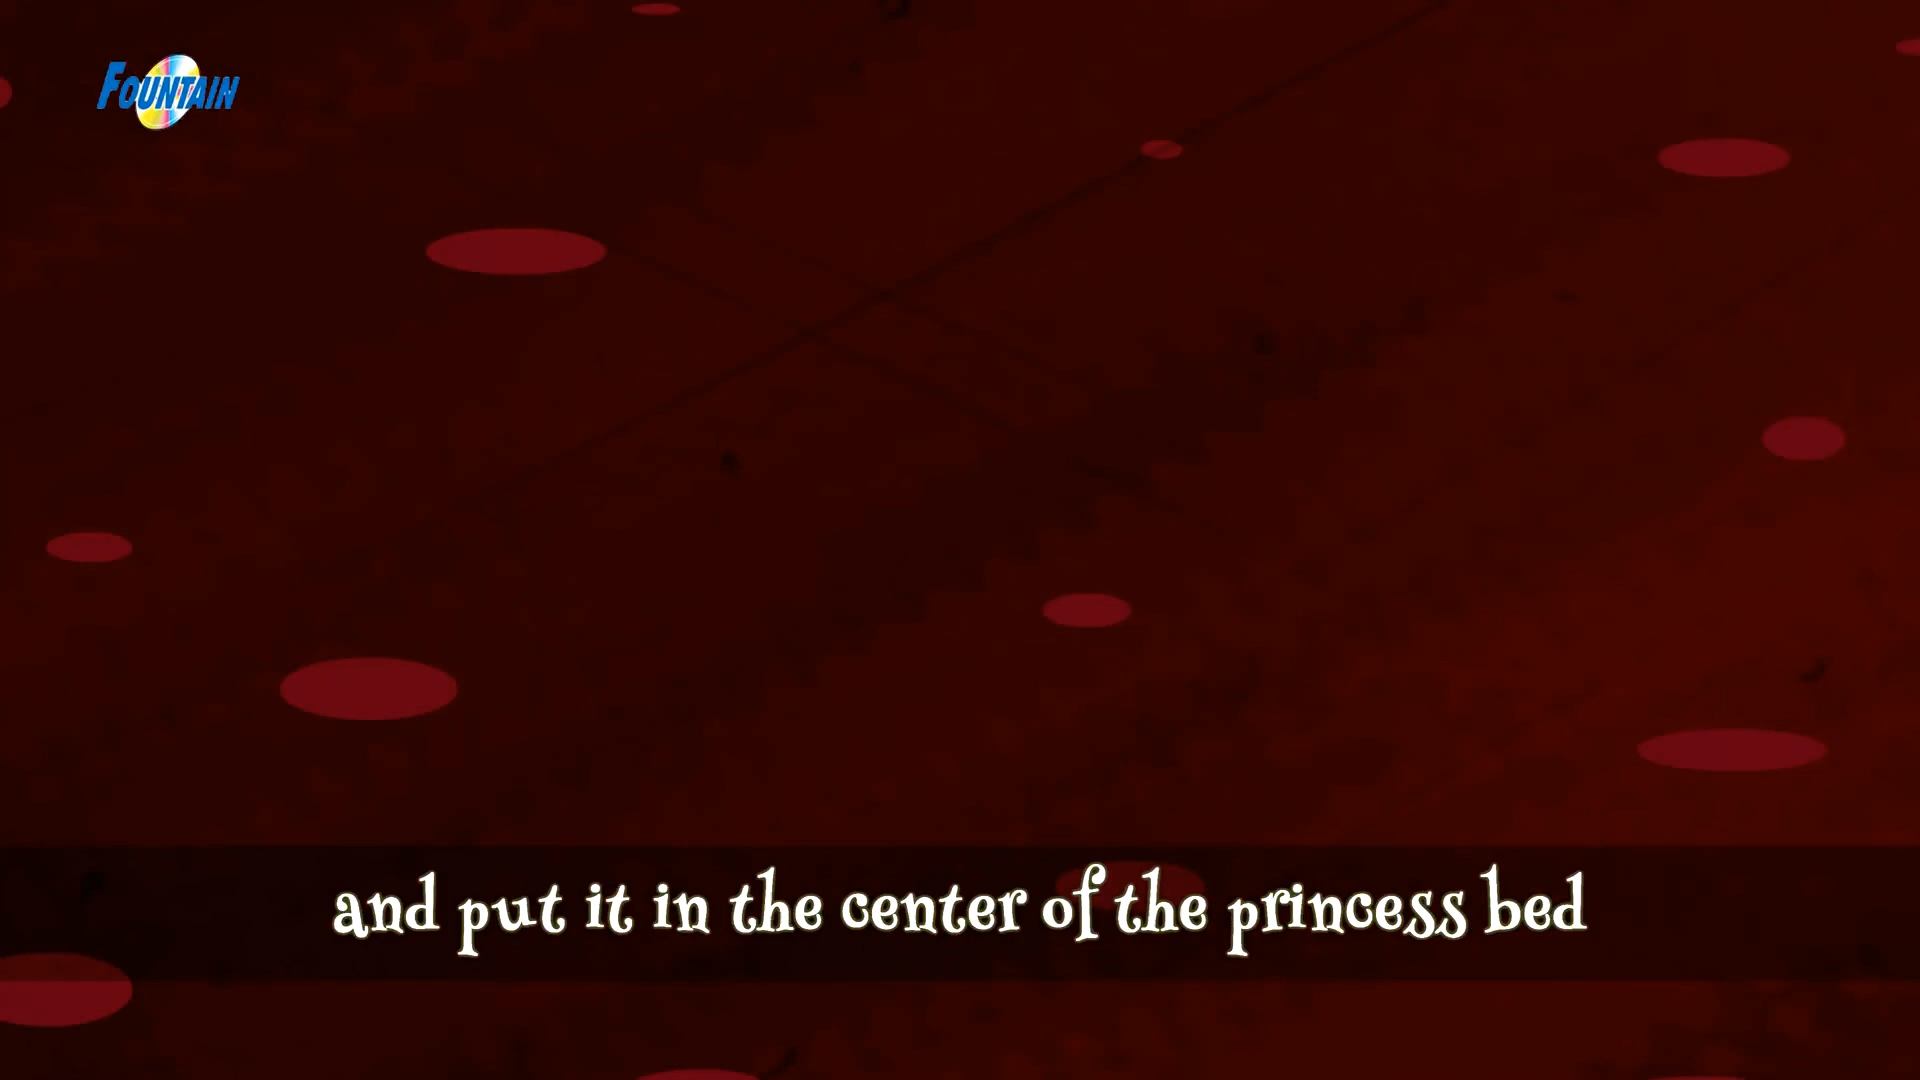 FOUNTAIN
and put it in the center of the princess bed